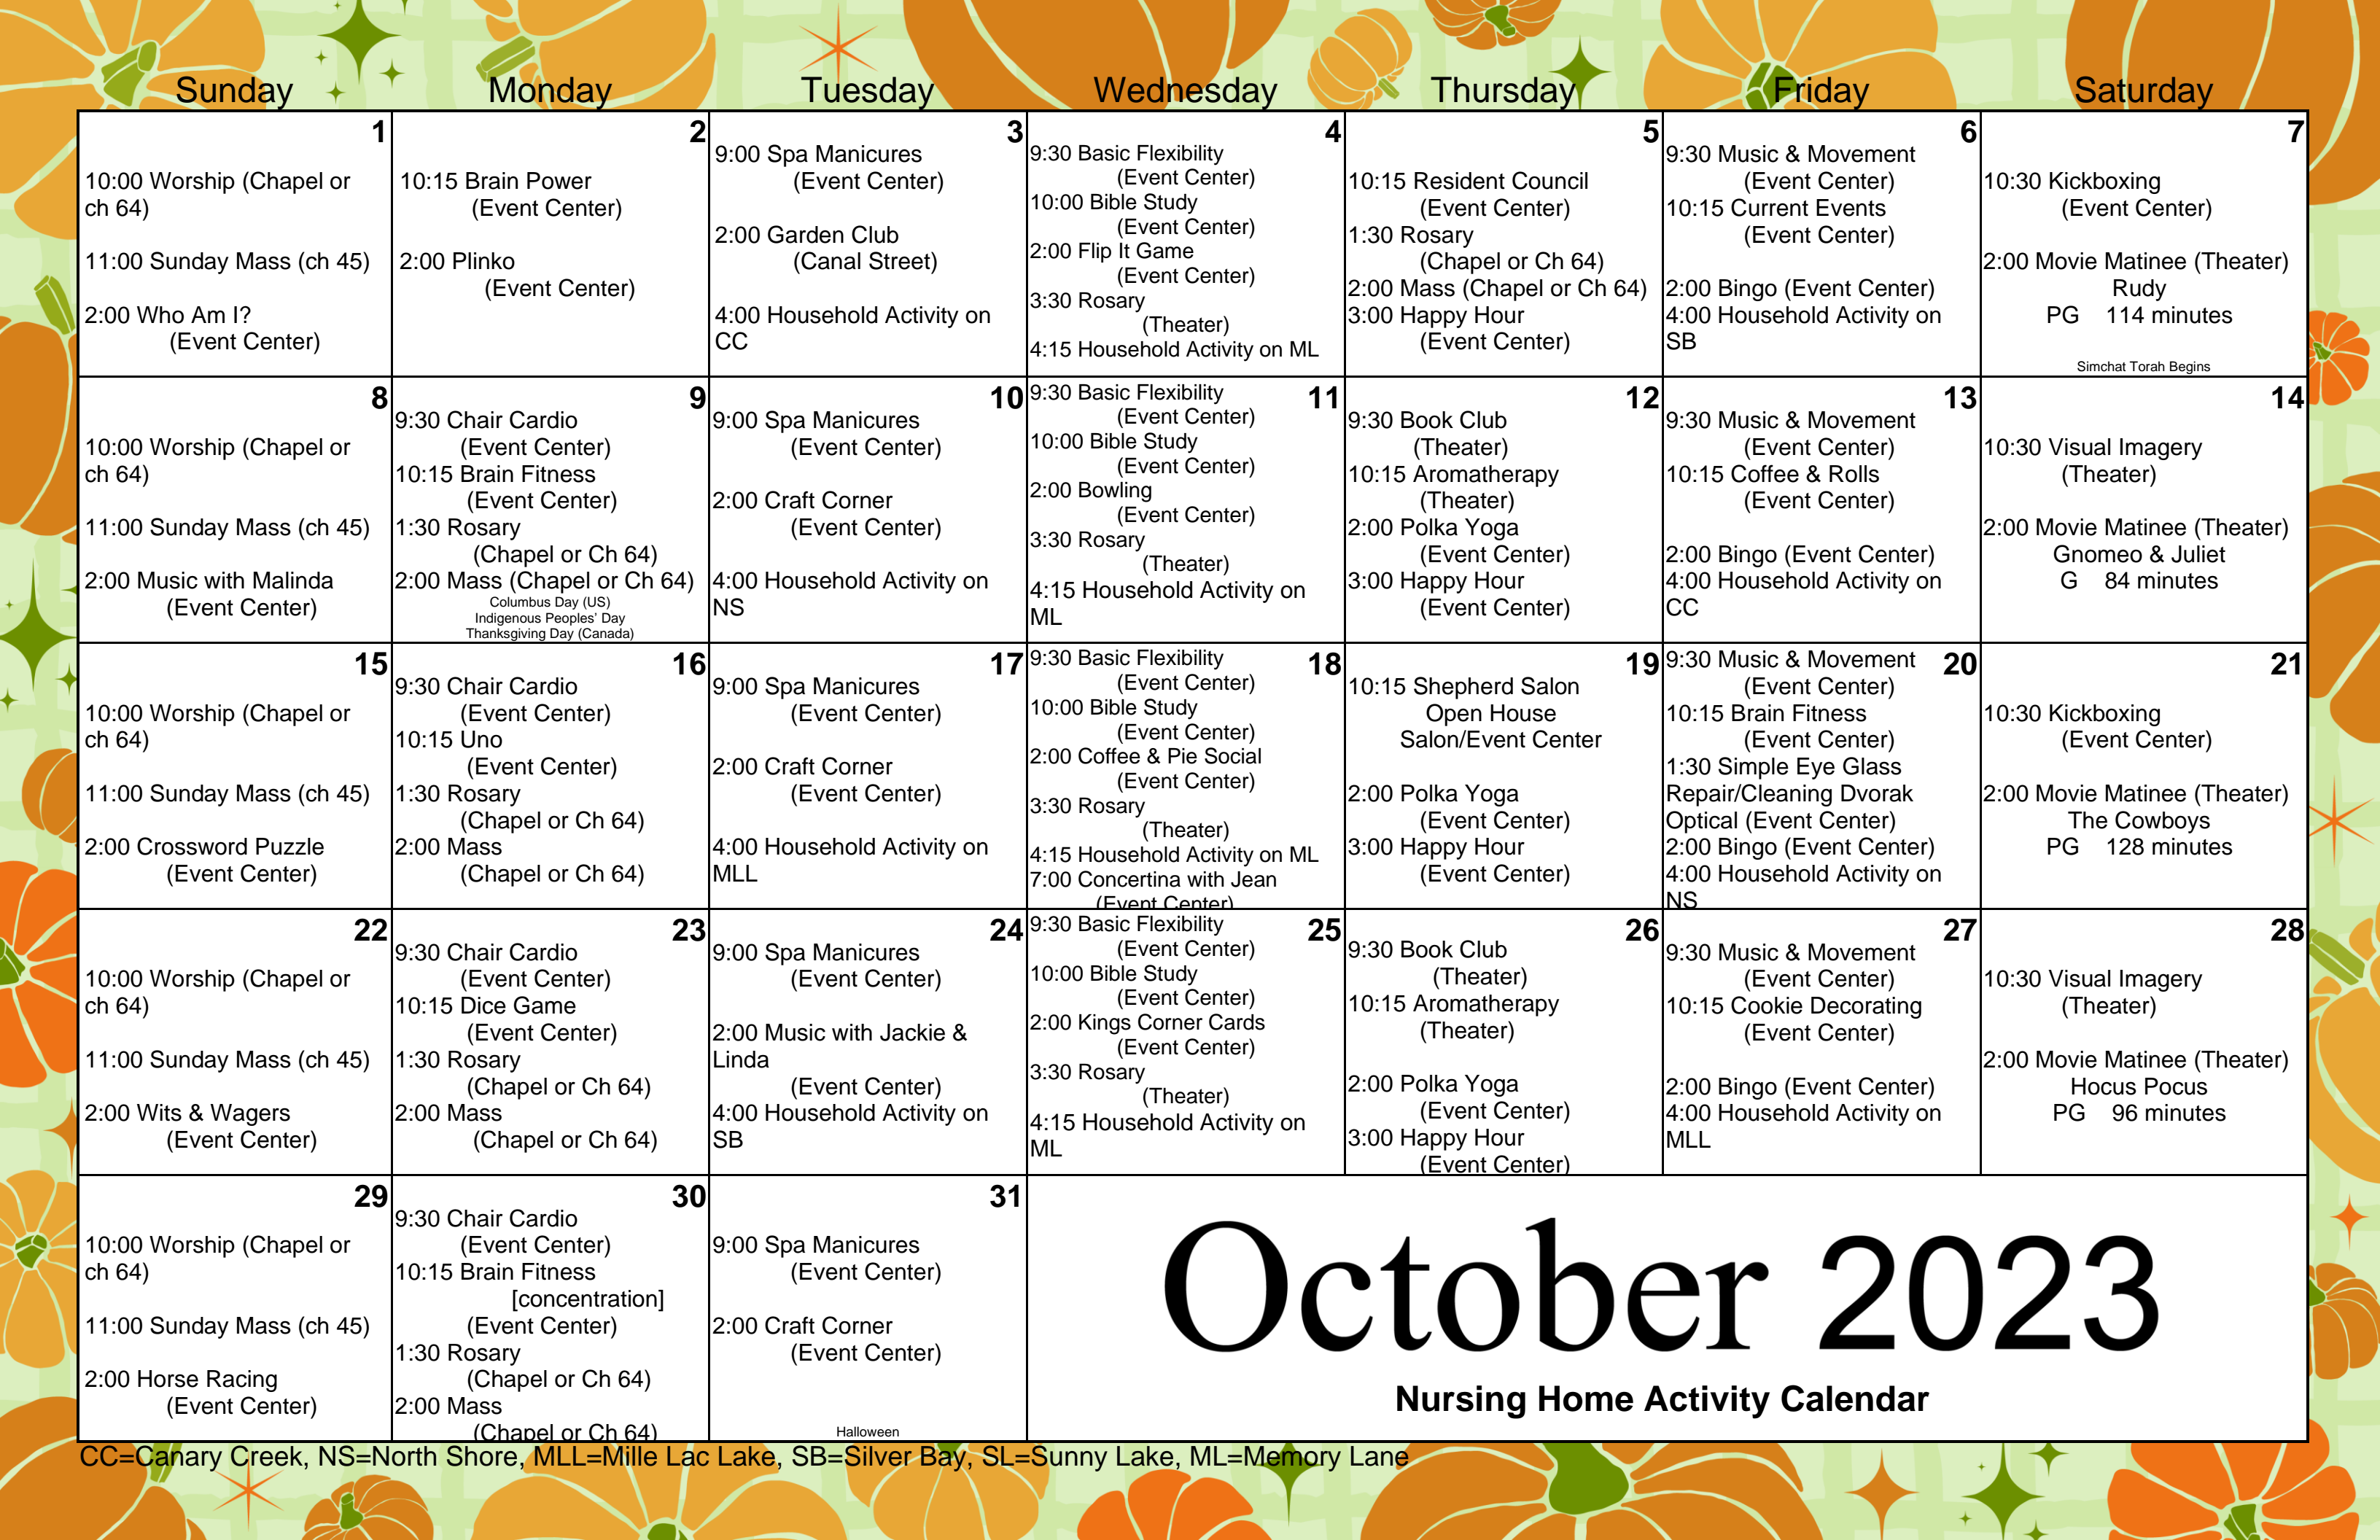 Sunday Monday Tuesday Wednesday Thursday Friday Saturday
1
10:00 Worship (Chapel or
ch 64)
11:00 Sunday Mass (ch 45)
2:00 Who Am I?
(Event Center)
2
10:15 Brain Power
(Event Center)
2:00 Plinko
(Event Center)
3
9:00 Spa Manicures
(Event Center)
2:00 Garden Club
(Canal Street)
4:00 Household Activity on
CC
4
9:30 Basic Flexibility
(Event Center)
10:00 Bible Study
(Event Center)
2:00 Flip It Game
(Event Center)
3:30 Rosary
(Theater)
4:15 Household Activity on ML
5
10:15 Resident Council
(Event Center)
1:30 Rosary
(Chapel or Ch 64)
2:00 Mass (Chapel or Ch 64)
3:00 Happy Hour
(Event Center)
6
9:30 Music & Movement
(Event Center)
10:15 Current Events
(Event Center)
2:00 Bingo (Event Center)
4:00 Household Activity on
SB
7
10:30 Kickboxing
(Event Center)
2:00 Movie Matinee (Theater)
Rudy
PG 114 minutes
Simchat Torah Begins
8
10:00 Worship (Chapel or
ch 64)
11:00 Sunday Mass (ch 45)
2:00 Music with Malinda
(Event Center)
9
9:30 Chair Cardio
(Event Center)
10:15 Brain Fitness
(Event Center)
1:30 Rosary
(Chapel or Ch 64)
2:00 Mass (Chapel or Ch 64)
Columbus Day (US)
Indigenous Peoples' Day
Thanksgiving Day (Canada)
10
9:00 Spa Manicures
(Event Center)
2:00 Craft Corner
(Event Center)
4:00 Household Activity on
NS
11
9:30 Basic Flexibility
(Event Center)
10:00 Bible Study
(Event Center)
2:00 Bowling
(Event Center)
3:30 Rosary
(Theater)
4:15 Household Activity on
ML
12
9:30 Book Club
(Theater)
10:15 Aromatherapy
(Theater)
2:00 Polka Yoga
(Event Center)
3:00 Happy Hour
(Event Center)
13
9:30 Music & Movement
(Event Center)
10:15 Coffee & Rolls
(Event Center)
2:00 Bingo (Event Center)
4:00 Household Activity on
CC
14
10:30 Visual Imagery
(Theater)
2:00 Movie Matinee (Theater)
Gnomeo & Juliet
G 84 minutes
15
10:00 Worship (Chapel or
ch 64)
11:00 Sunday Mass (ch 45)
2:00 Crossword Puzzle
(Event Center)
16
9:30 Chair Cardio
(Event Center)
10:15 Uno
(Event Center)
1:30 Rosary
(Chapel or Ch 64)
2:00 Mass
(Chapel or Ch 64)
17
9:00 Spa Manicures
(Event Center)
2:00 Craft Corner
(Event Center)
4:00 Household Activity on
MLL
18
9:30 Basic Flexibility
(Event Center)
10:00 Bible Study
(Event Center)
2:00 Coffee & Pie Social
(Event Center)
3:30 Rosary
(Theater)
4:15 Household Activity on ML
7:00 Concertina with Jean
(Event Center)
19
10:15 Shepherd Salon
Open House
Salon/Event Center
2:00 Polka Yoga
(Event Center)
3:00 Happy Hour
(Event Center)
20
9:30 Music & Movement
(Event Center)
10:15 Brain Fitness
(Event Center)
1:30 Simple Eye Glass
Repair/Cleaning Dvorak
Optical (Event Center)
2:00 Bingo (Event Center)
4:00 Household Activity on
NS
21
10:30 Kickboxing
(Event Center)
2:00 Movie Matinee (Theater)
The Cowboys
PG 128 minutes
22
10:00 Worship (Chapel or
ch 64)
11:00 Sunday Mass (ch 45)
2:00 Wits & Wagers
(Event Center)
23
9:30 Chair Cardio
(Event Center)
10:15 Dice Game
(Event Center)
1:30 Rosary
(Chapel or Ch 64)
2:00 Mass
(Chapel or Ch 64)
24
9:00 Spa Manicures
(Event Center)
2:00 Music with Jackie &
Linda
(Event Center)
4:00 Household Activity on
SB
25
9:30 Basic Flexibility
(Event Center)
10:00 Bible Study
(Event Center)
2:00 Kings Corner Cards
(Event Center)
3:30 Rosary
(Theater)
4:15 Household Activity on
ML
26
9:30 Book Club
(Theater)
10:15 Aromatherapy
(Theater)
2:00 Polka Yoga
(Event Center)
3:00 Happy Hour
(Event Center)
27
9:30 Music & Movement
(Event Center)
10:15 Cookie Decorating
(Event Center)
2:00 Bingo (Event Center)
4:00 Household Activity on
MLL
28
10:30 Visual Imagery
(Theater)
2:00 Movie Matinee (Theater)
Hocus Pocus
PG 96 minutes
29
10:00 Worship (Chapel or
ch 64)
11:00 Sunday Mass (ch 45)
2:00 Horse Racing
(Event Center)
30
9:30 Chair Cardio
(Event Center)
10:15 Brain Fitness
[concentration]
(Event Center)
1:30 Rosary
(Chapel or Ch 64)
2:00 Mass
(Chapel or Ch 64)
31
9:00 Spa Manicures
(Event Center)
2:00 Craft Corner
(Event Center)
Halloween
October 2023
Nursing Home Activity Calendar
CC=Canary Creek, NS=North Shore, MLL=Mille Lac Lake, SB=Silver Bay, SL=Sunny Lake, ML=Memory Lane